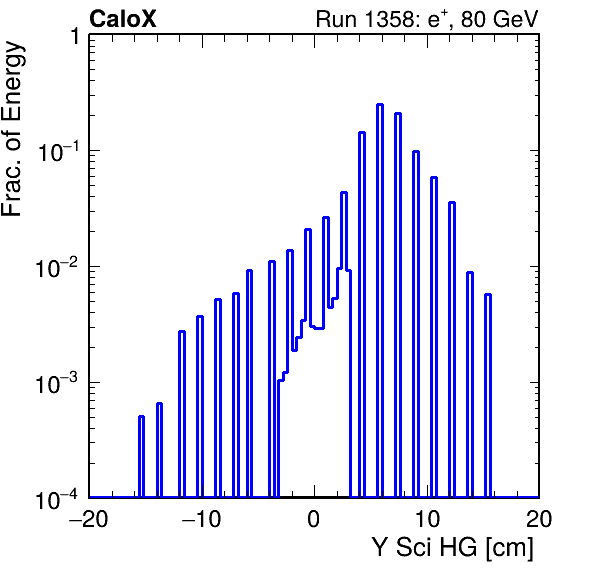 CaloX Run 1358: e⁺, 80 GeV
Frac. of Energy
1
10⁻¹
10⁻²
10⁻³
10⁻⁴
−20 −10 0 10 20
Y Sci HG [cm]